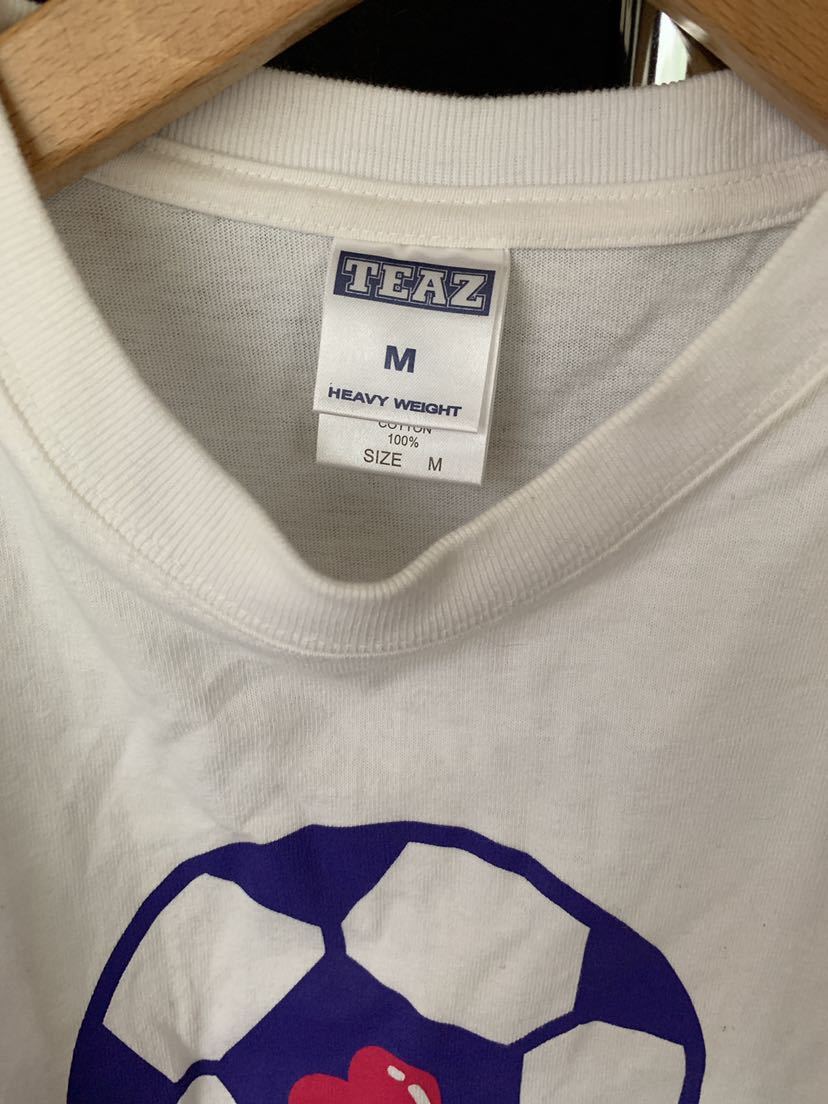 TEAZ
M
HEAVY WEIGHT
COTTON
100%
SIZE M